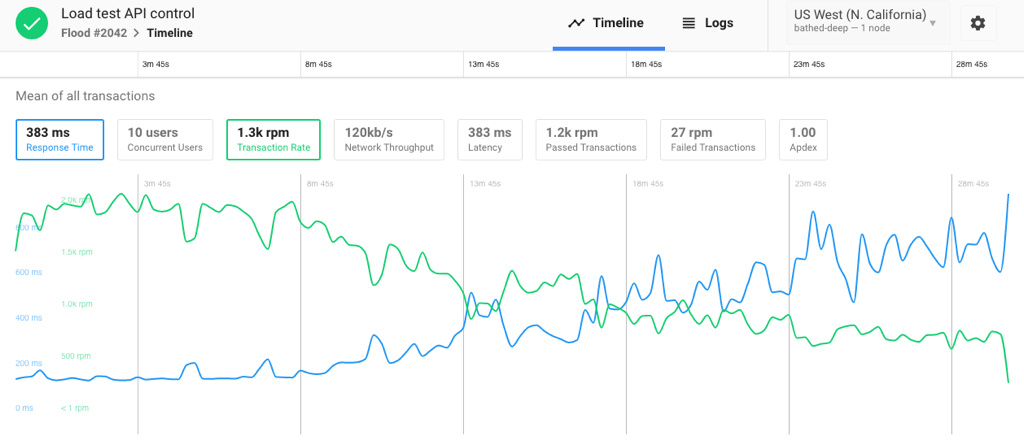 Load test API control
Flood #2042 > Timeline
Timeline
Logs
US West (N. California)
bathed-deep — 1 node
3m 45s 8m 45s 13m 45s 18m 45s 23m 45s 28m 45s
Mean of all transactions
383 ms
Response Time
10 users
Concurrent Users
1.3k rpm
Transaction Rate
120kb/s
Network Throughput
383 ms
Latency
1.2k rpm
Passed Transactions
27 rpm
Failed Transactions
1.00
Apdex
3m 45s 8m 45s 13m 45s 18m 45s 23m 45s 28m 45s
2.0k rpm
800 ms
1.5k rpm
600 ms
1.0k rpm
400 ms
500 rpm
200 ms
0 ms < 1 rpm